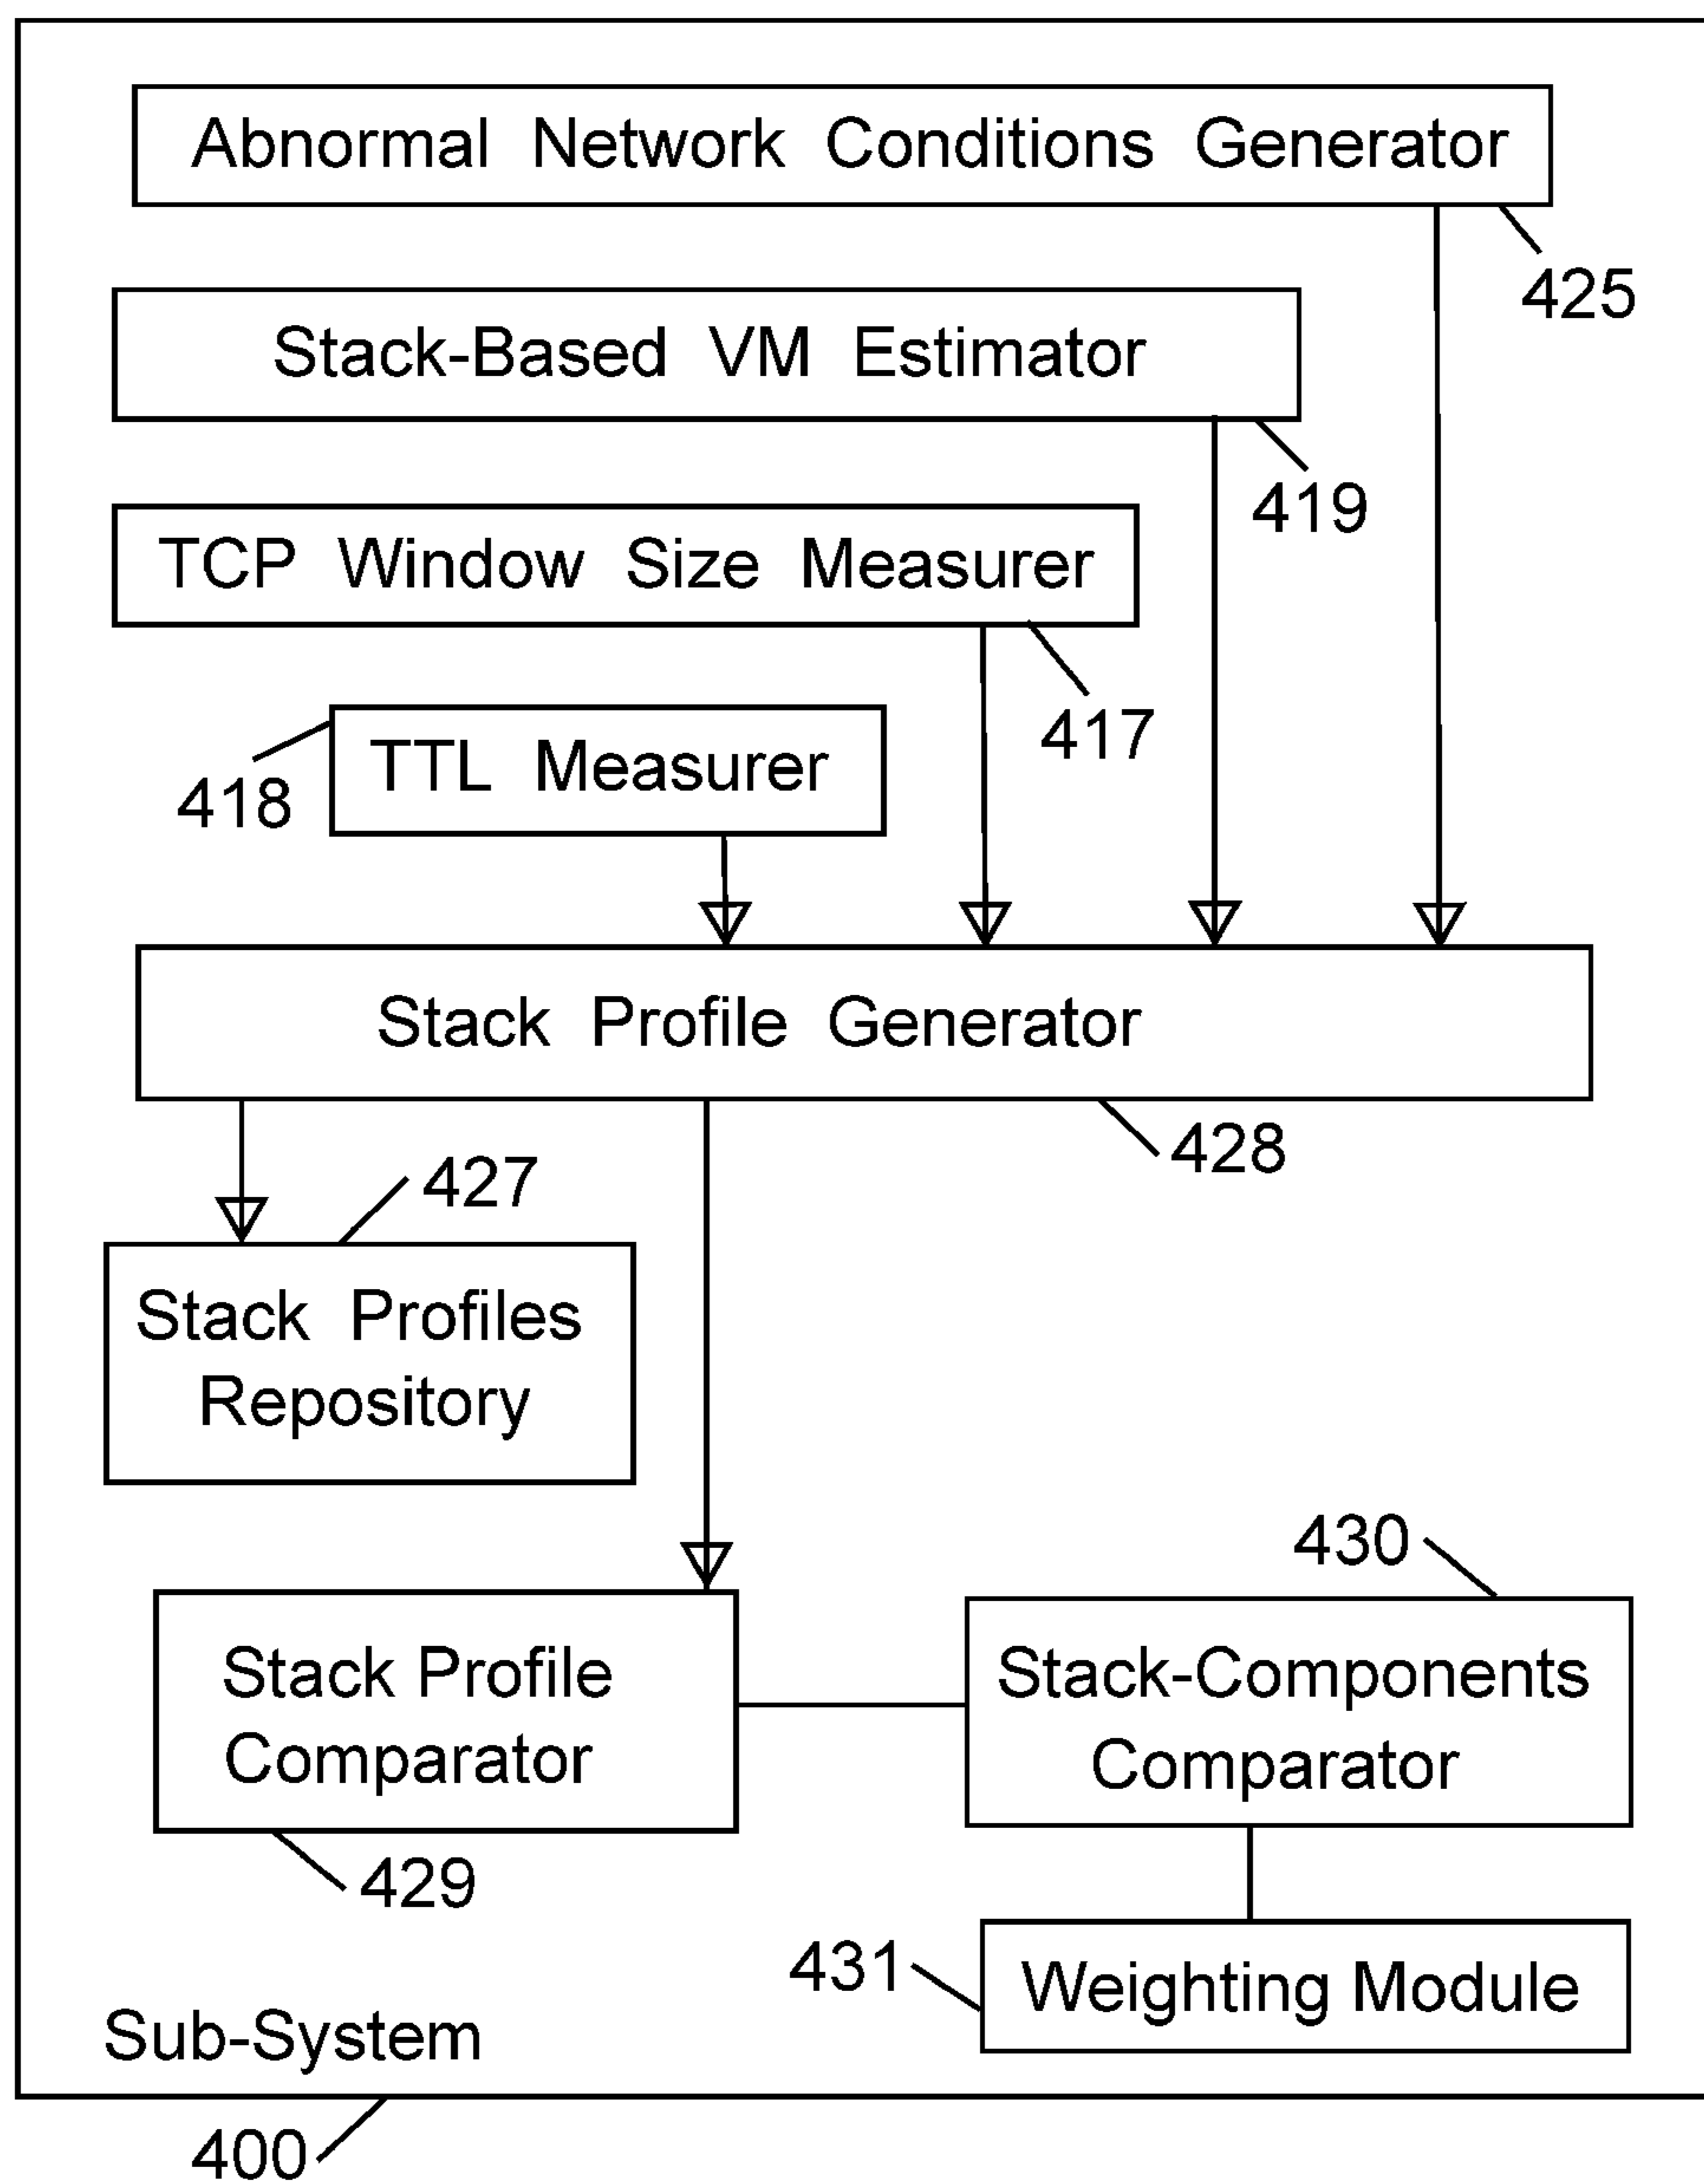 Abnormal Network Conditions Generator
425
Stack-Based VM Estimator
419
TCP Window Size Measurer
417
TTL Measurer
418
Stack Profile Generator
428
427
Stack Profiles
Repository
430
Stack Profile
Comparator
Stack-Components
Comparator
429
431
Weighting Module
Sub-System
400